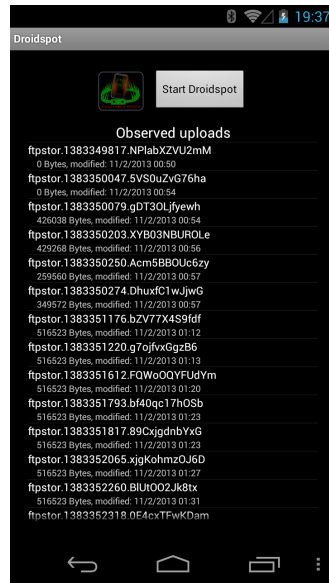 19:37
Droidspot
Start Droidspot
Observed uploads
ftpstor.1383349817.NPlabXZVU2mM
0 Bytes, modified: 11/2/2013 00:50
ftpstor.1383350047.5VS0uZvG76ha
0 Bytes, modified: 11/2/2013 00:54
ftpstor.1383350079.gDT3OLjfyewh
426038 Bytes, modified: 11/2/2013 00:54
ftpstor.1383350203.XYB03NBUROLe
429268 Bytes, modified: 11/2/2013 00:56
ftpstor.1383350250.Acm5BBOUc6zy
259560 Bytes, modified: 11/2/2013 00:57
ftpstor.1383350274.DhuxfC1wJjwG
349572 Bytes, modified: 11/2/2013 00:57
ftpstor.1383351176.bZV77X4S9fdf
516523 Bytes, modified: 11/2/2013 01:12
ftpstor.1383351220.g7ojfvxGgzB6
516523 Bytes, modified: 11/2/2013 01:13
ftpstor.1383351612.FQWoOQYFUdYm
516523 Bytes, modified: 11/2/2013 01:20
ftpstor.1383351793.bf40qc17hOSb
516523 Bytes, modified: 11/2/2013 01:23
ftpstor.1383351817.89CxjgdnbYxG
516523 Bytes, modified: 11/2/2013 01:23
ftpstor.1383352065.xjgKohmzOJ6D
516523 Bytes, modified: 11/2/2013 01:27
ftpstor.1383352260.BlUtOO2Jk8tx
516523 Bytes, modified: 11/2/2013 01:31
ftpstor.1383352318.0E4cxTFwKDam